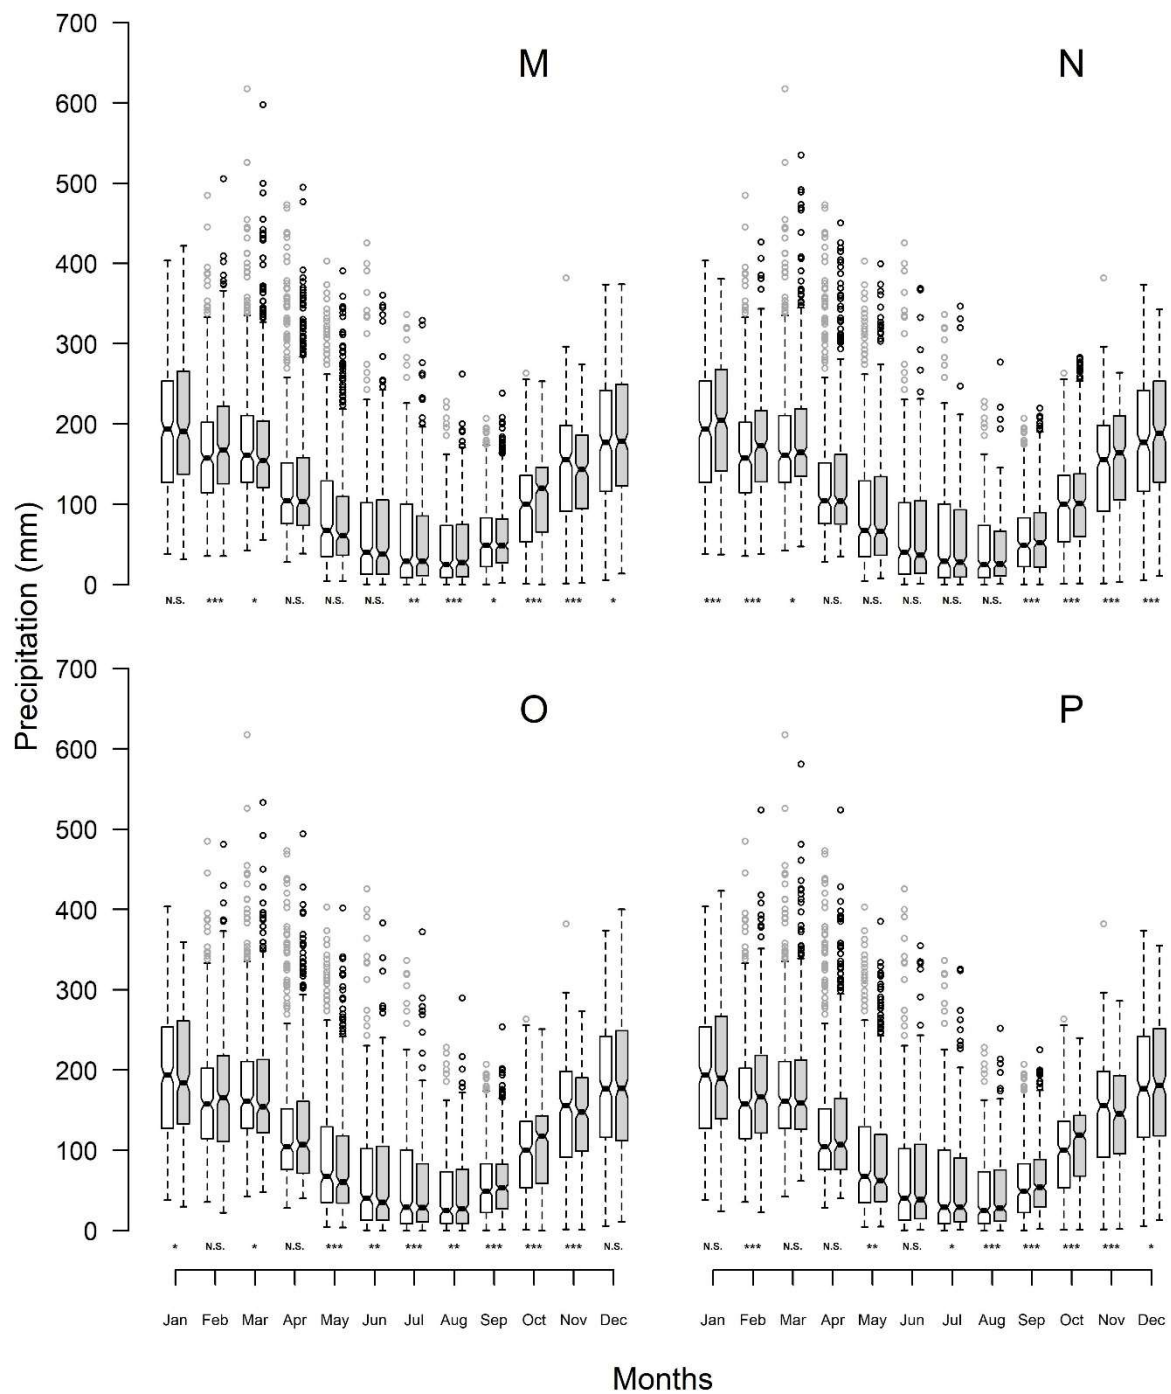 700
600
500
400
300
200
100
0
M
N
N.S. *** * N.S. N.S. N.S. ** *** * *** *** *
*** *** * N.S. N.S. N.S. N.S. N.S. *** *** *** ***
Precipitation (mm)
700
600
500
400
300
200
100
0
O
P
* N.S. * N.S. *** ** *** ** *** *** *** N.S.
N.S. *** N.S. N.S. ** N.S. * *** *** *** *** *
Jan Feb Mar Apr May Jun Jul Aug Sep Oct Nov Dec
Jan Feb Mar Apr May Jun Jul Aug Sep Oct Nov Dec
Months